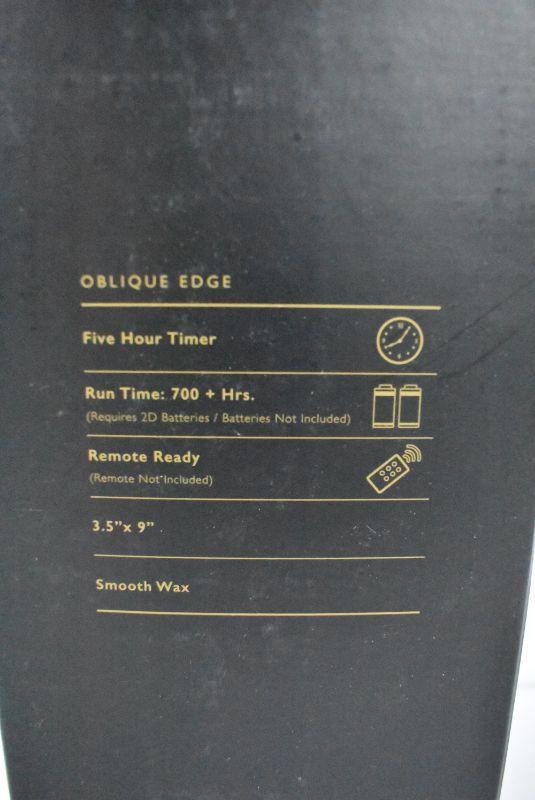 OBLIQUE EDGE
Five Hour Timer
Run Time: 700 + Hrs.
(Requires 2D Batteries / Batteries Not Included)
Remote Ready
(Remote Not Included)
3.5”x 9”
Smooth Wax